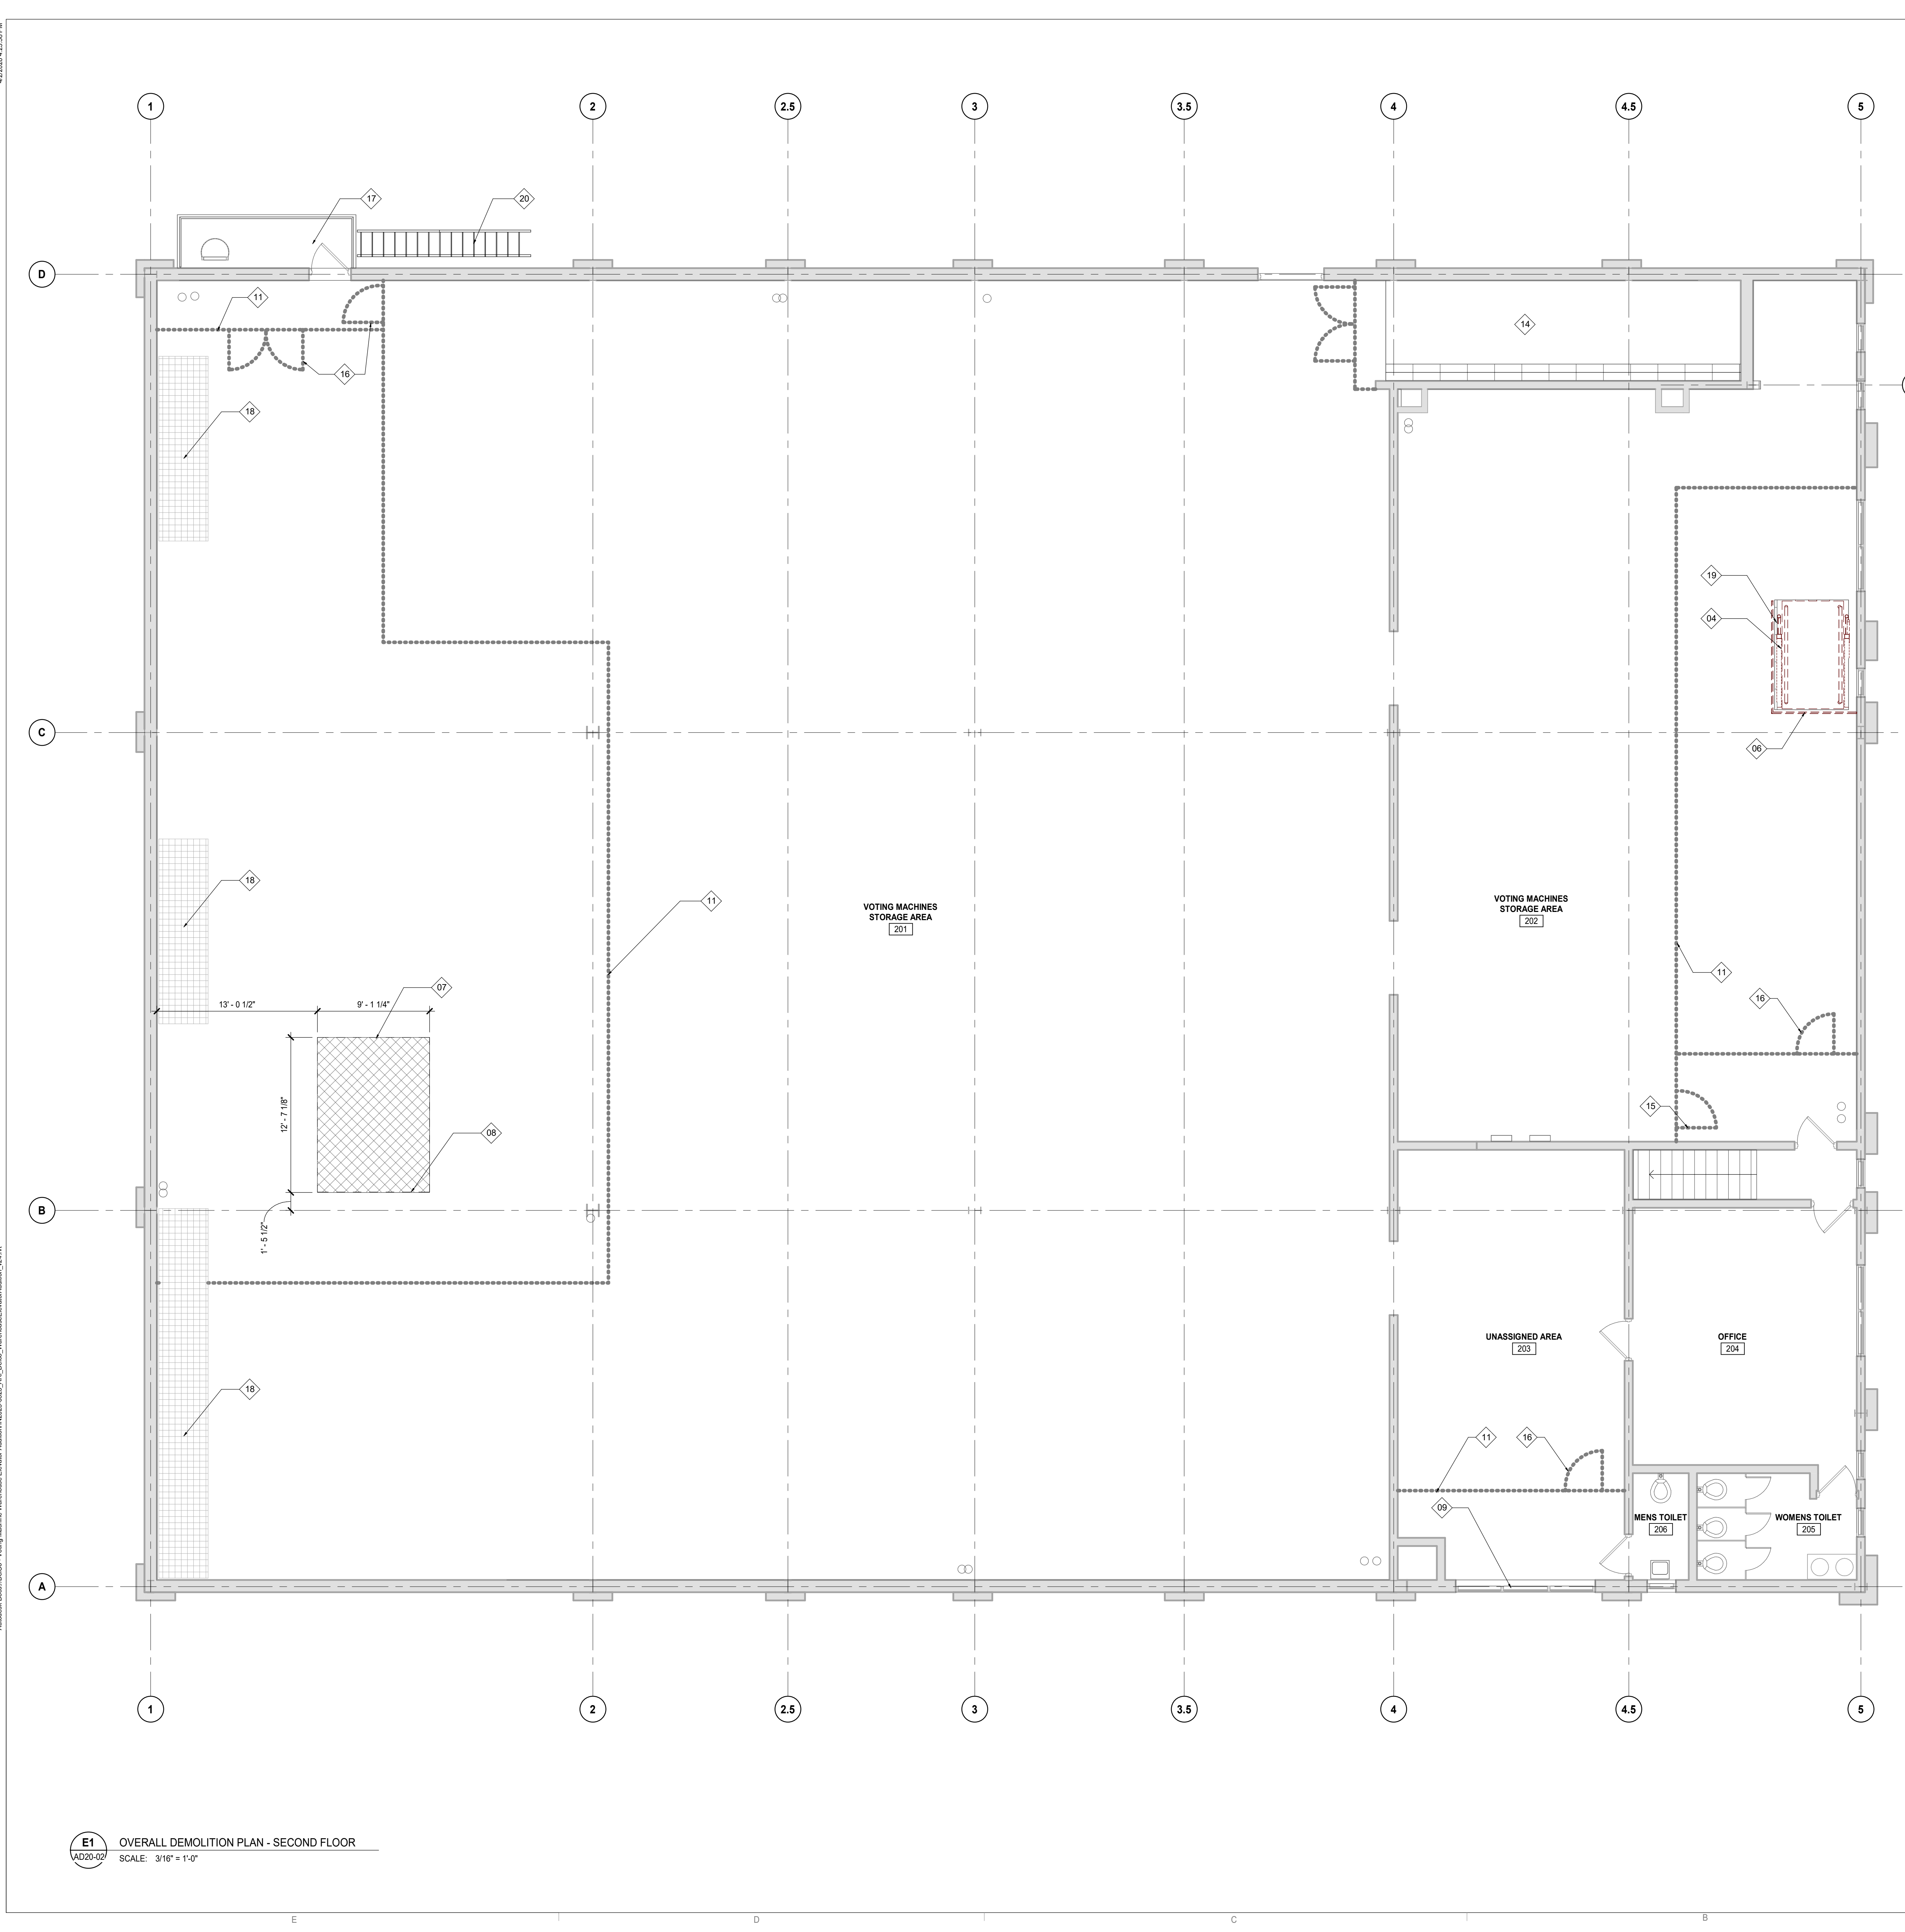 1
2
2.5
3
3.5
4
4.5
5
17
20
D
11
14
16
18
19
04
C
06
18
11
VOTING MACHINES
STORAGE AREA
201
VOTING MACHINES
STORAGE AREA
202
11
07
16
13' - 0 1/2"
9' - 1 1/4"
12' - 7 1/8"
15
08
B
1' - 5 1/2"
UNASSIGNED AREA
203
OFFICE
204
18
11
16
09
MENS TOILET
206
WOMENS TOILET
205
A
1
2
2.5
3
3.5
4
4.5
5
E1
AD20-02
OVERALL DEMOLITION PLAN - SECOND FLOOR
SCALE: 3/16" = 1'-0"
E
D
C
B